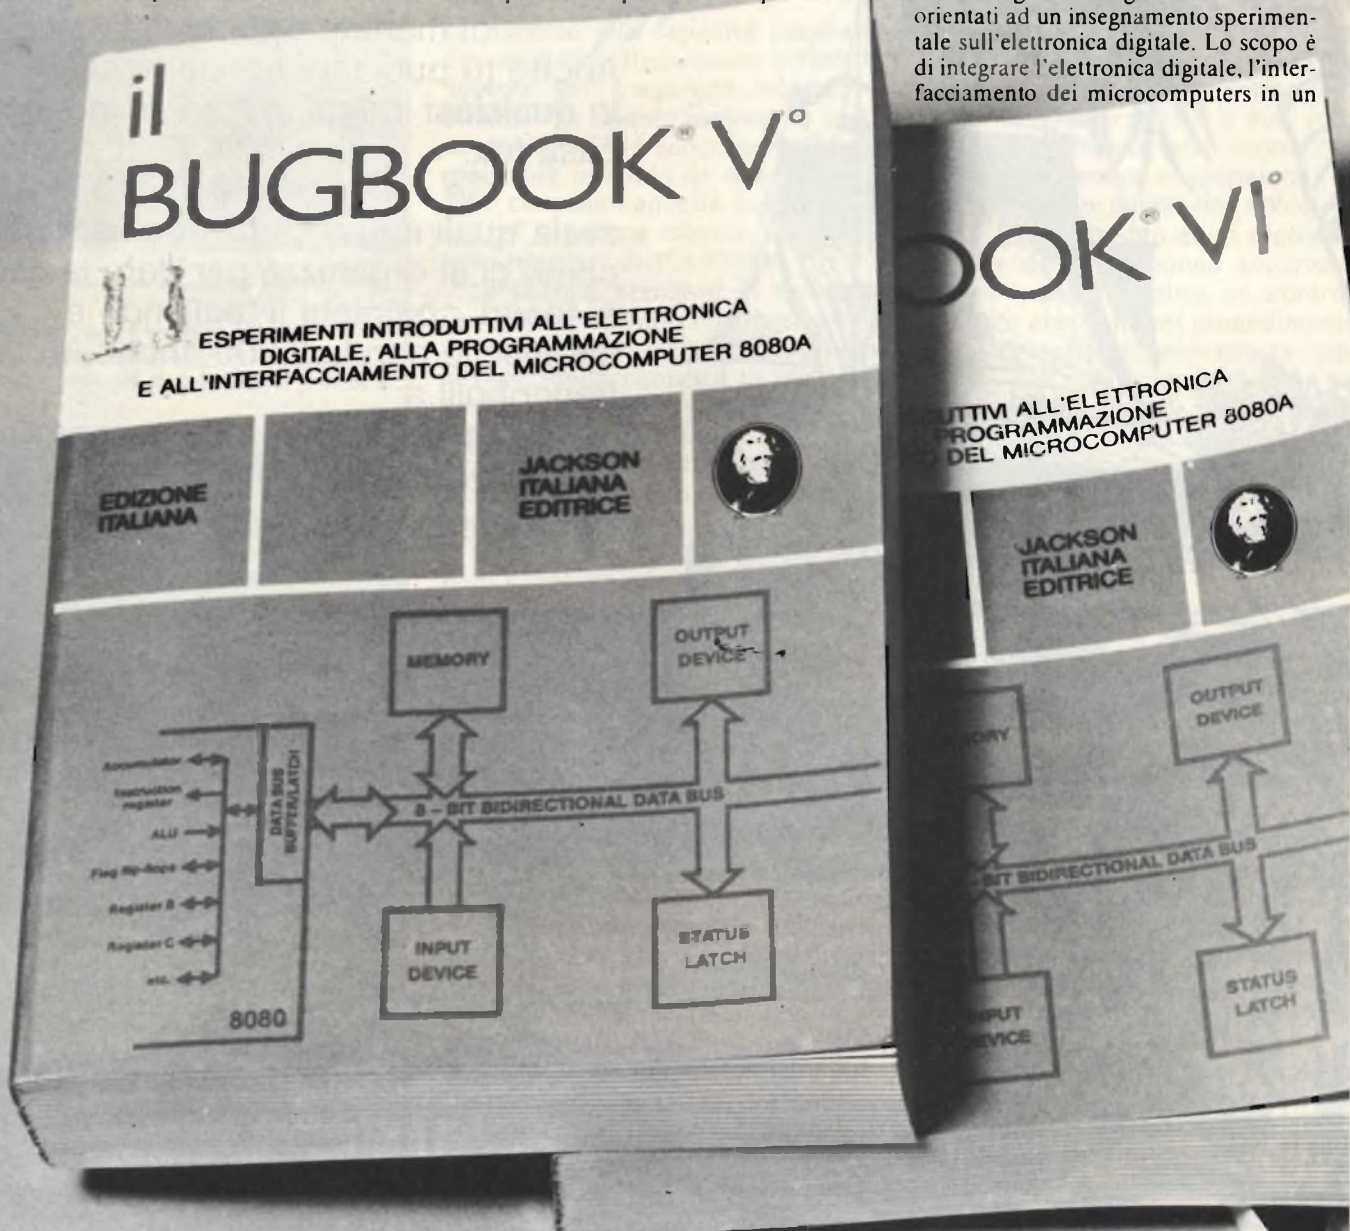 orientati ad un insegnamento sperimen-
tale sull'elettronica digitale. Lo scopo è
di integrare l'elettronica digitale, l'inter-
facciamento dei microcomputers in un
il
BUGBOOK® V°
ESPERIMENTI INTRODUTTIVI ALL'ELETTRONICA
DIGITALE, ALLA PROGRAMMAZIONE
E ALL'INTERFACCIAMENTO DEL MICROCOMPUTER 8080A
EDIZIONE
ITALIANA
JACKSON
ITALIANA
EDITRICE
MEMORY
OUTPUT
DEVICE
Accumulator
Instruction
register
ALU
Flag flip-flops
Register B
Register C
etc.
DATA BUS
BUFFER/LATCH
8 - BIT BIDIRECTIONAL DATA BUS
INPUT
DEVICE
STATUS
LATCH
8080
OOK® VI°
UTTIVI ALL'ELETTRONICA
PROGRAMMAZIONE
DEL MICROCOMPUTER 8080A
JACKSON
ITALIANA
EDITRICE
ORY
OUTPUT
DEVICE
- BIT BIDIRECTIONAL DATA BUS
PUT
EVICE
STATUS
LATCH